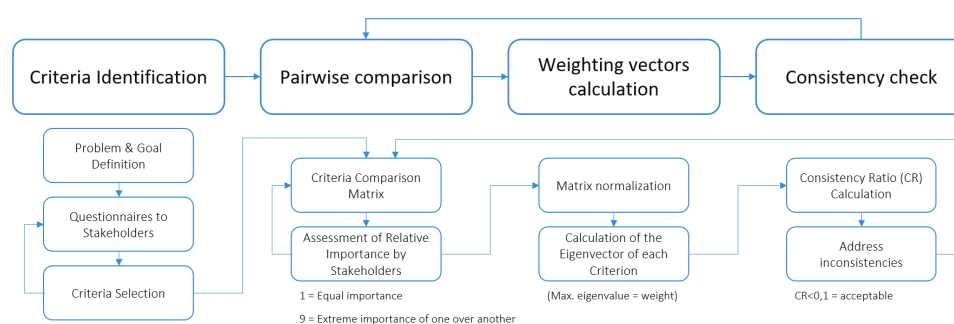 Criteria Identification
Pairwise comparison
Weighting vectors
calculation
Consistency check
Problem & Goal
Definition
Questionnaires to
Stakeholders
Criteria Selection
Criteria Comparison
Matrix
Assessment of Relative
Importance by
Stakeholders
1 = Equal importance
9 = Extreme importance of one over another
Matrix normalization
Calculation of the
Eigenvector of each
Criterion
(Max. eigenvalue = weight)
Consistency Ratio (CR)
Calculation
Address
inconsistencies
CR<0,1 = acceptable